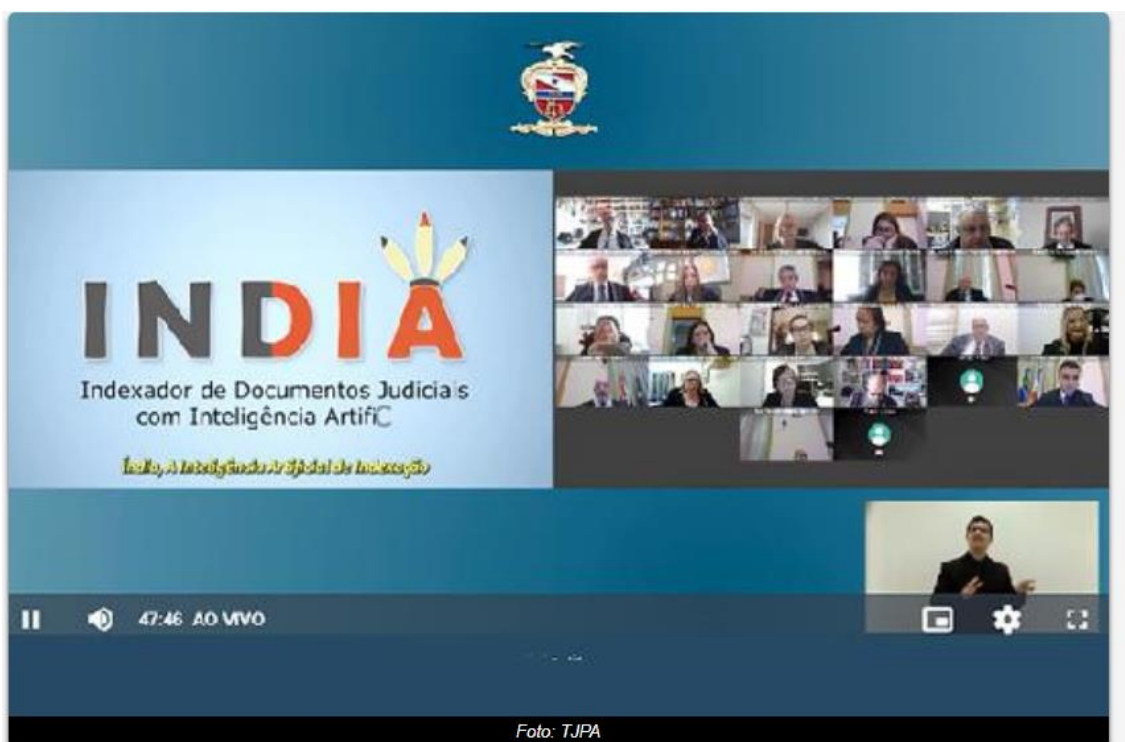 INDIA
Indexador de Documentos Judiciais
com Inteligência ArtifiC
Índia, A Inteligência Artificial de Indexação
47:46 AO VIVO
Foto: TJPA